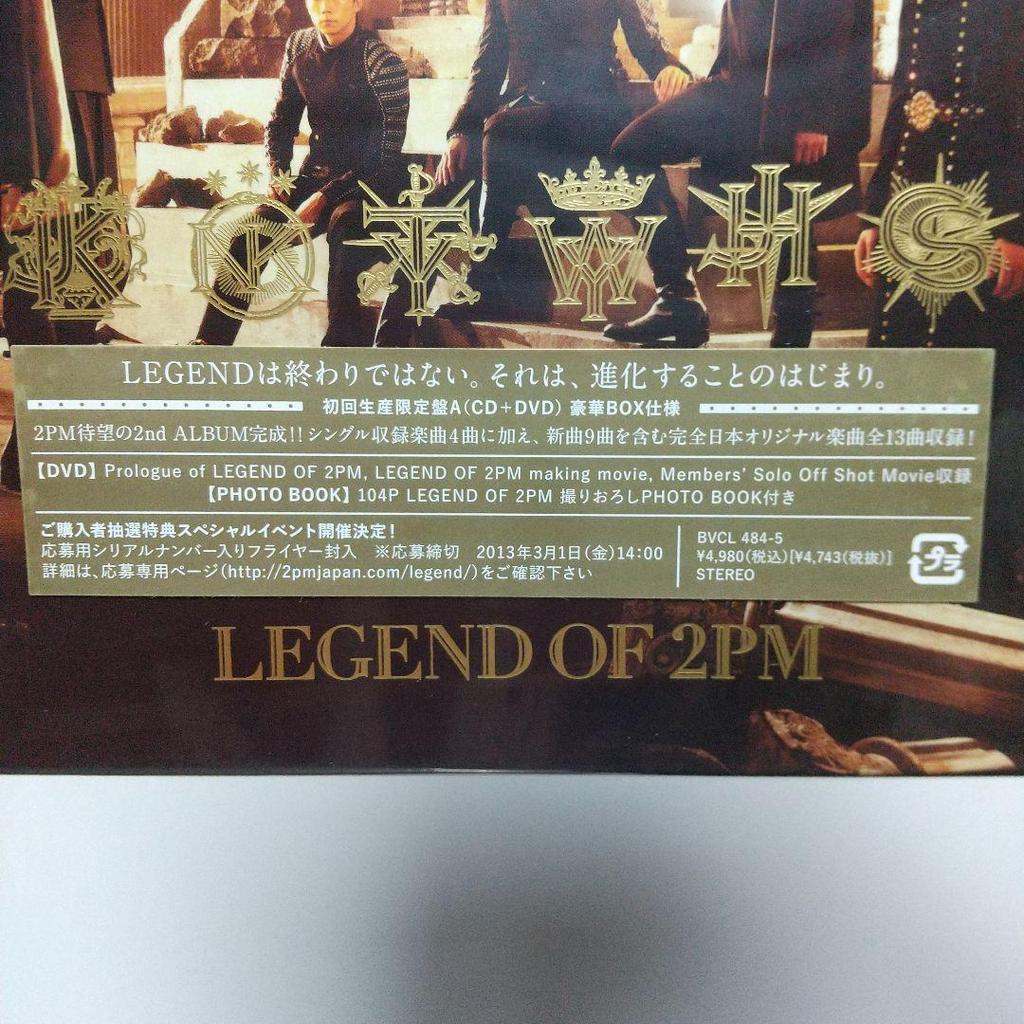 LEGENDは終わりではない。それは、進化することのはじまり。
初回生産限定盤A(CD+DVD) 豪華BOX仕様
2PM待望の2nd ALBUM完成!! シングル収録楽曲4曲に加え、新曲9曲を含む完全日本オリジナル楽曲全13曲収録!
【DVD】Prologue of LEGEND OF 2PM, LEGEND OF 2PM making movie, Members' Solo Off Shot Movie収録
【PHOTO BOOK】104P LEGEND OF 2PM 撮りおろしPHOTO BOOK付き
ご購入者抽選特典スペシャルイベント開催決定!
応募用シリアルナンバー入りフライヤー封入 ※応募締切 2013年3月1日(金)14:00
詳細は、応募専用ページ(http://2pmjapan.com/legend/)をご確認下さい
BVCL 484-5
¥4,980(税込)[¥4,743(税抜)]
STEREO
プラ
LEGEND OF 2PM